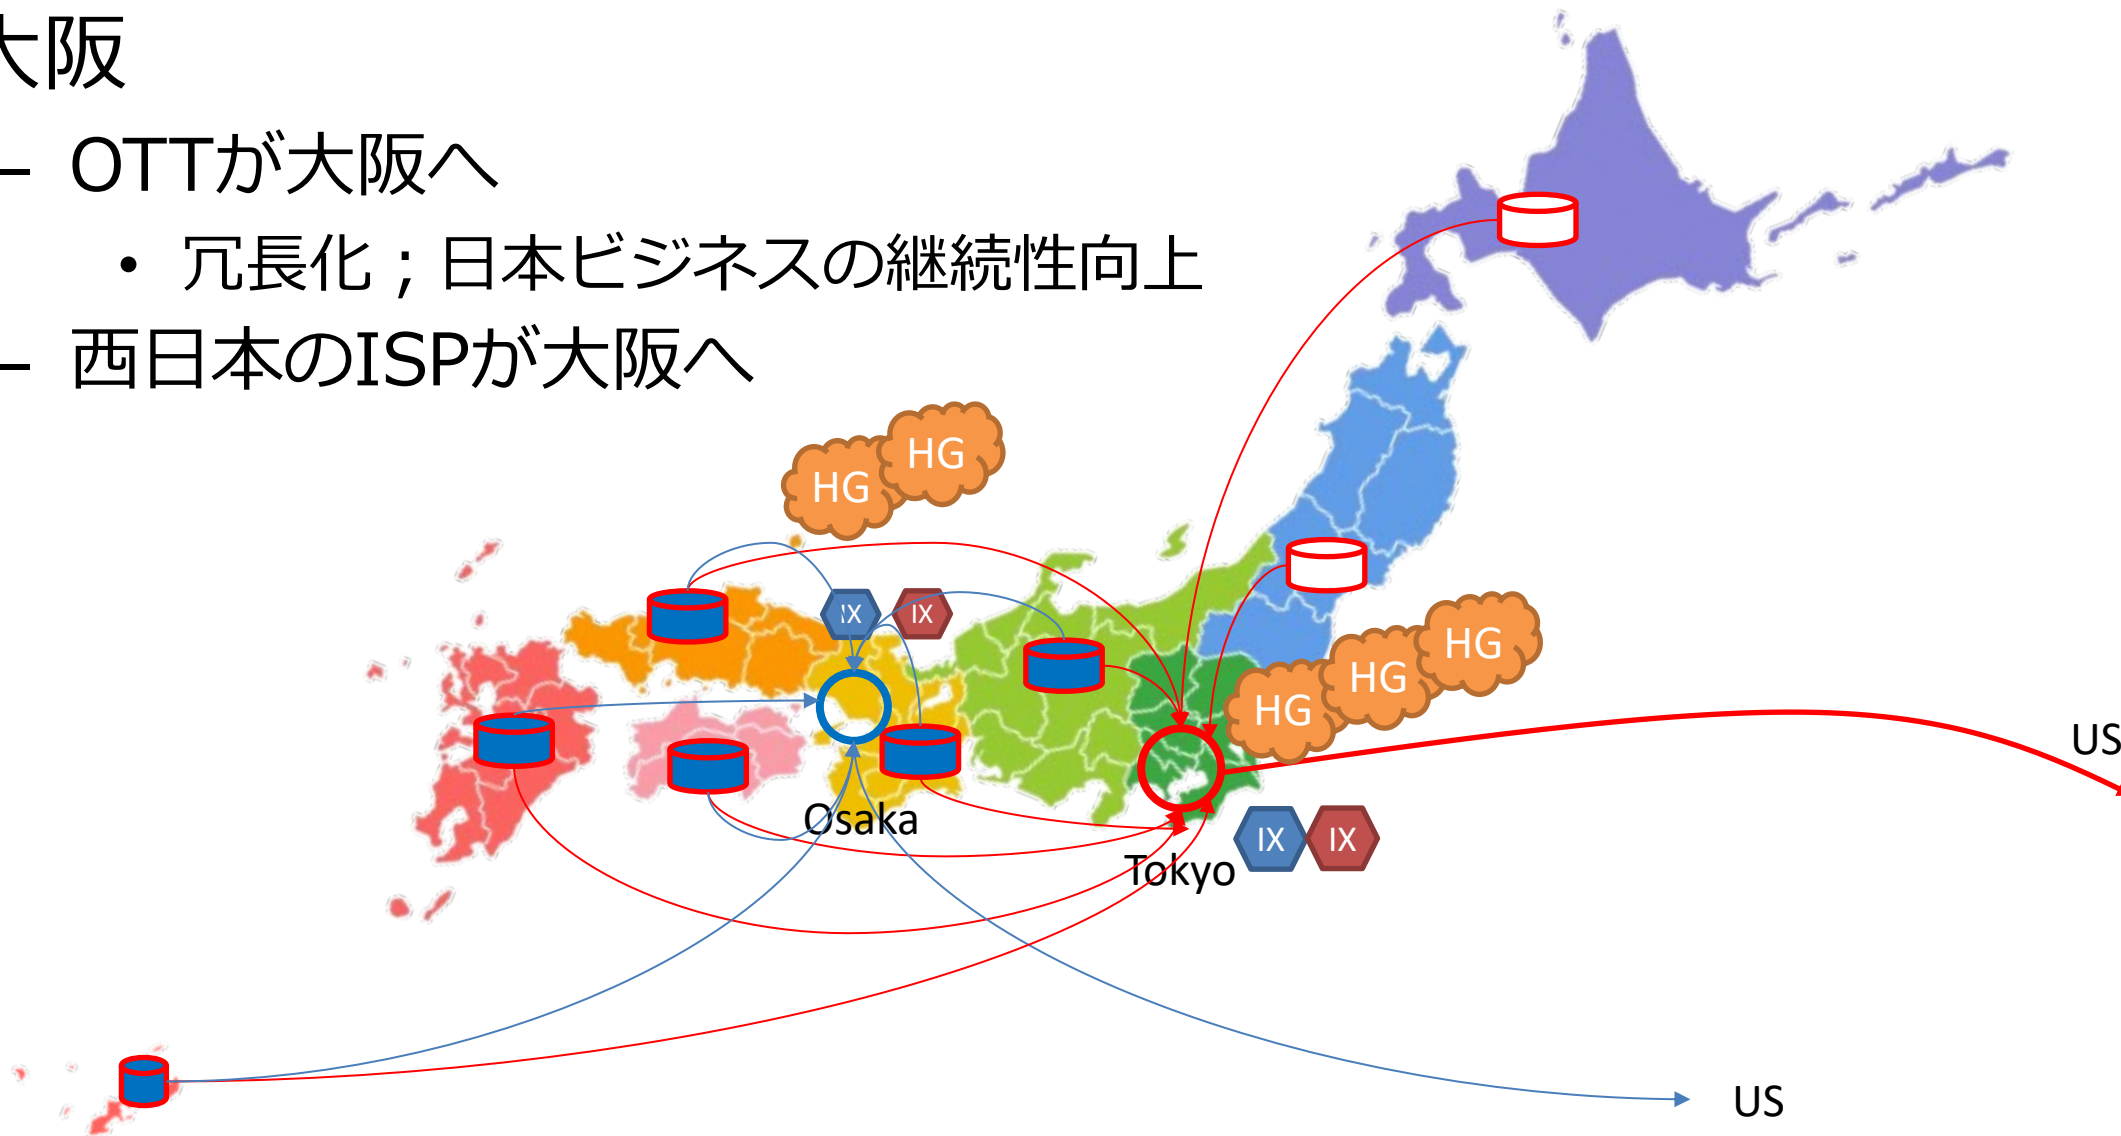 大阪
– OTTが大阪へ
• 冗長化；日本ビジネスの継続性向上
– 西日本のISPが大阪へ
HG
HG
IX
IX
HG
HG
HG
US
Osaka
Tokyo
IX
IX
US